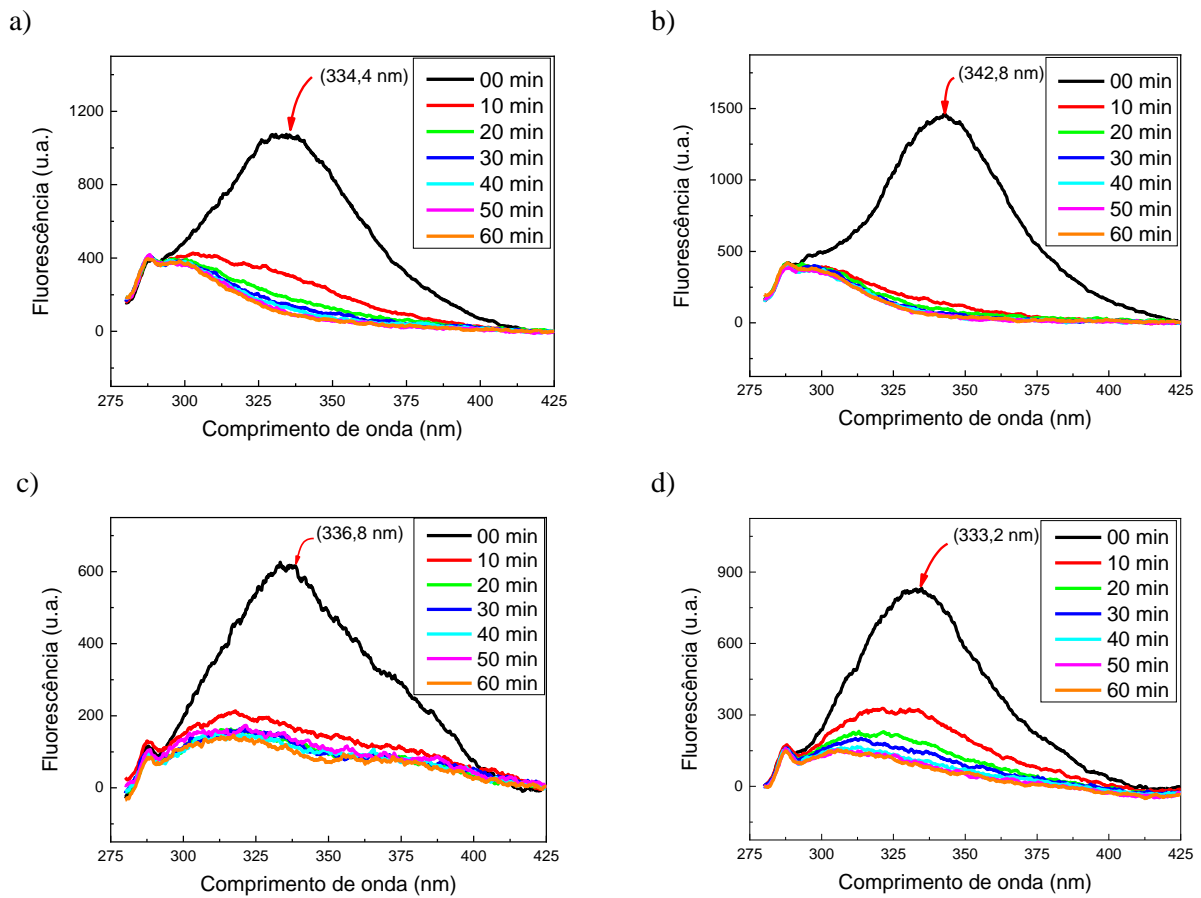 a)
(334,4 nm)
00 min
10 min
20 min
30 min
40 min
50 min
60 min
1200
900
600
400
200
0
275 300 325 350 375 400 425
Fluorescência (u.a.)
Comprimento de onda (nm)
b)
(342,8 nm)
00 min
10 min
20 min
30 min
40 min
50 min
60 min
1500
1000
500
0
275 300 325 350 375 400 425
Fluorescência (u.a.)
Comprimento de onda (nm)
c)
(336,8 nm)
00 min
10 min
20 min
30 min
40 min
50 min
60 min
600
400
200
0
275 300 325 350 375 400 425
Fluorescência (u.a.)
Comprimento de onda (nm)
d)
(333,2 nm)
00 min
10 min
20 min
30 min
40 min
50 min
60 min
900
600
300
0
275 300 325 350 375 400 425
Fluorescência (u.a.)
Comprimento de onda (nm)